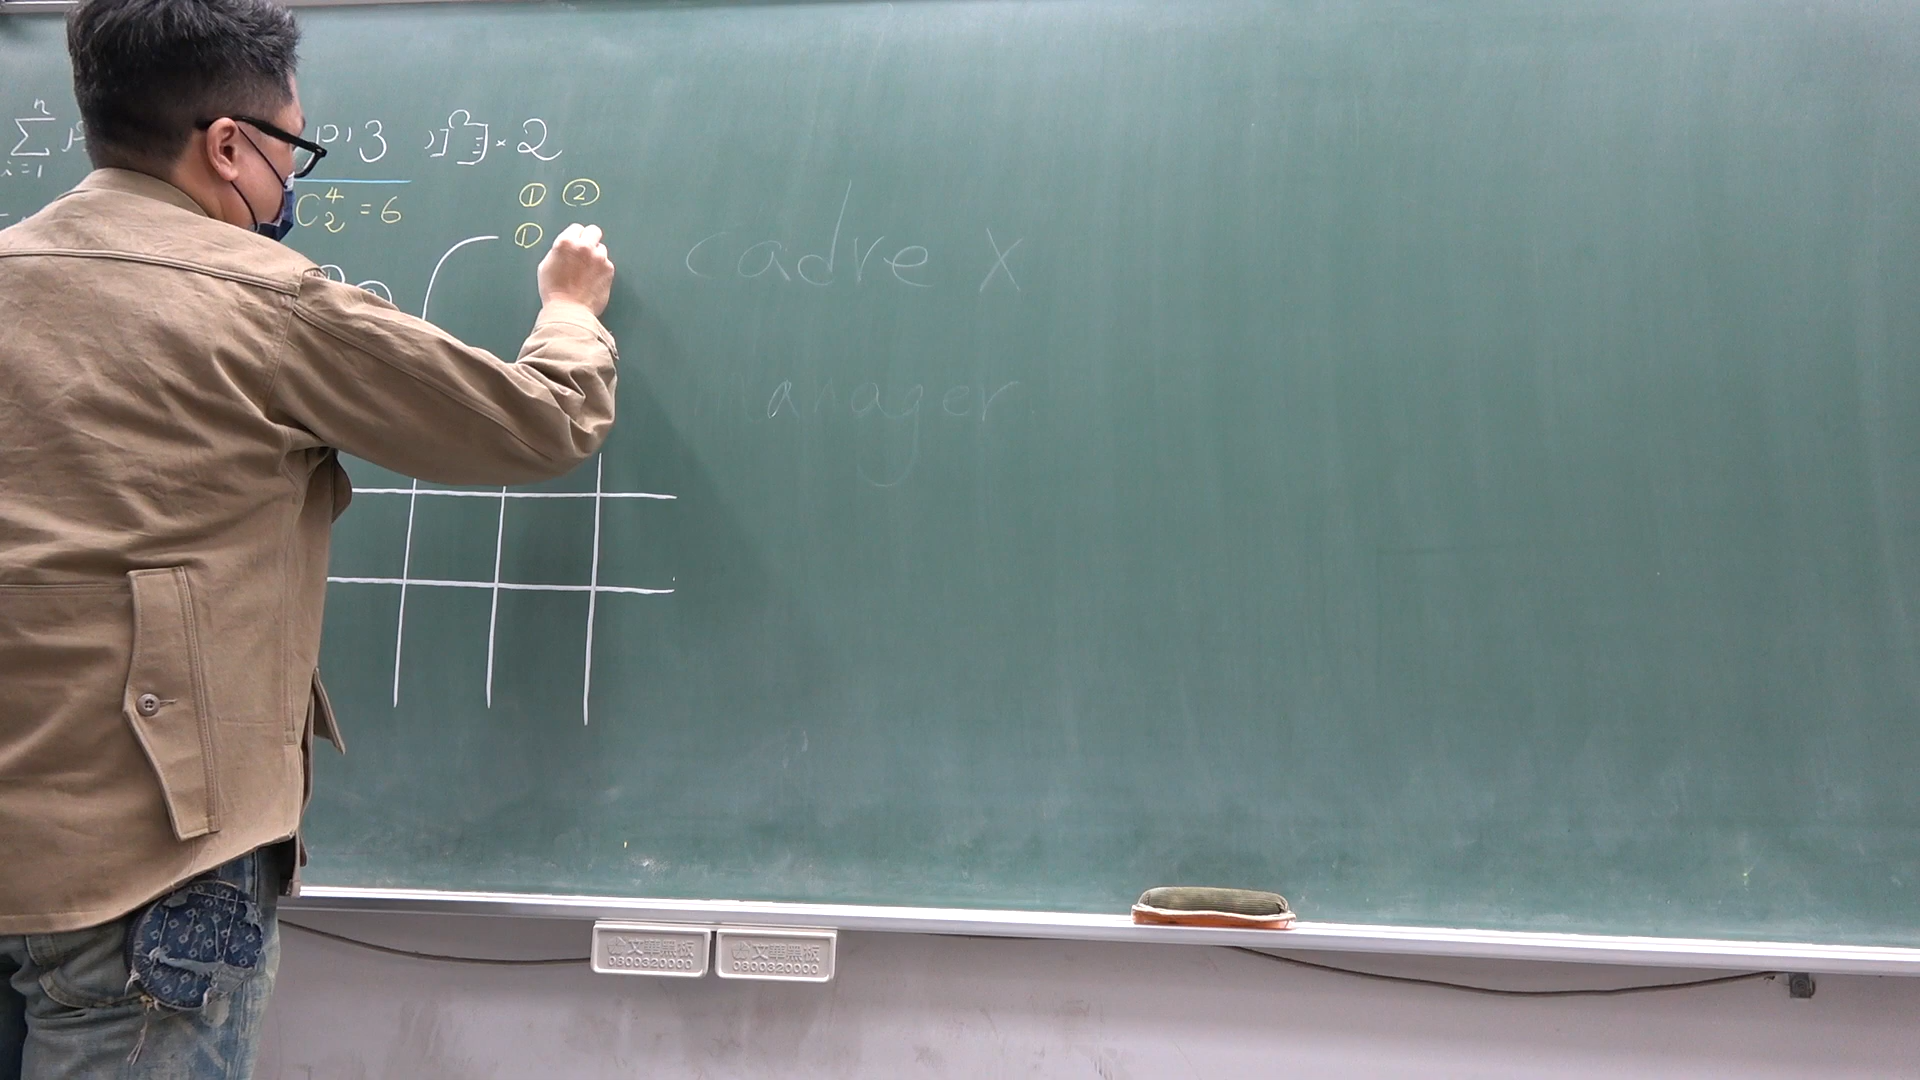 n
∑
i=1
3 × 2
C⁴₂ = 6
① ②
①
cadre X
manager
文華黑板 文華黑板
0800320000 0800320000